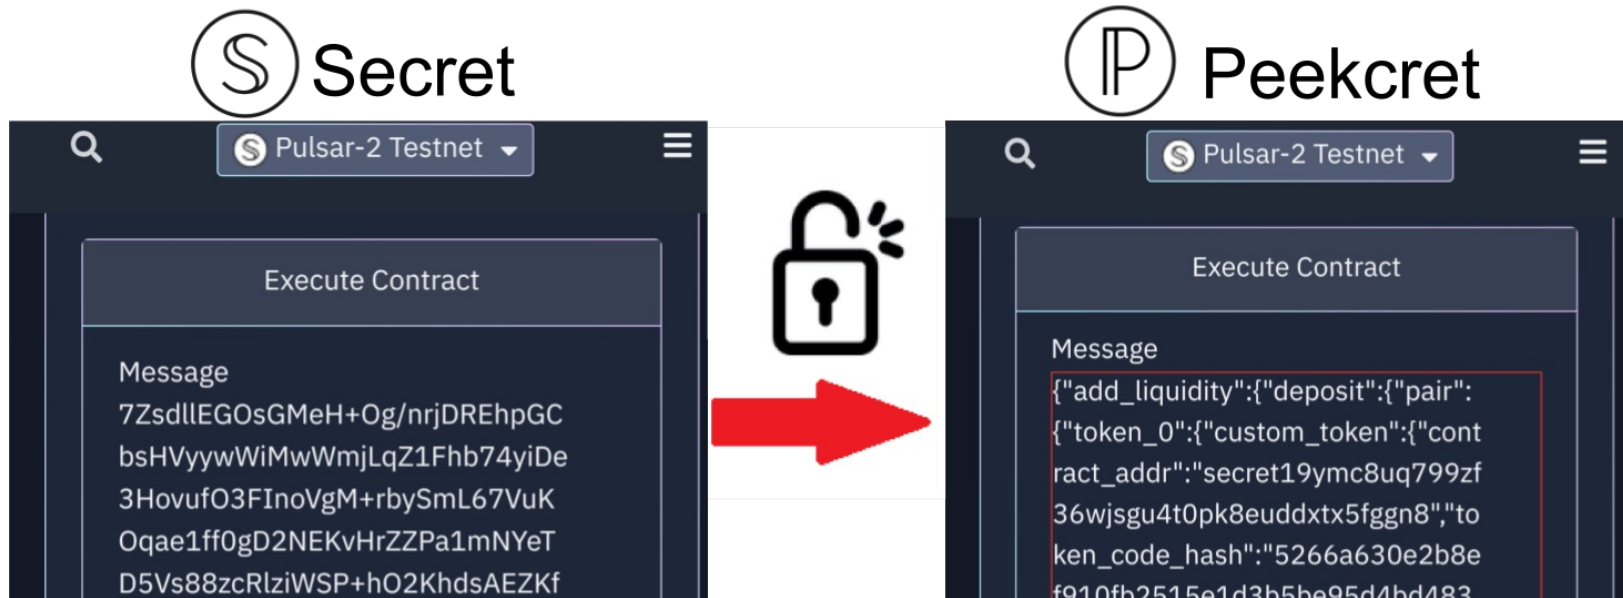 Secret
Pulsar-2 Testnet
Execute Contract
Message
7ZsdllEGOsGMeH+Og/nrjDREhpGC
bsHVyywWiMwWmjLqZ1Fhb74yiDe
3HovufO3FInoVgM+rbySmL67VuK
Oqae1ff0gD2NEKvHrZZPa1mNYeT
D5Vs88zcRlziWSP+hO2KhdsAEZKf
Peekcret
Pulsar-2 Testnet
Execute Contract
Message
{"add_liquidity":{"deposit":{"pair":
{"token_0":{"custom_token":{"cont
ract_addr":"secret19ymc8uq799zf
36wjsgu4t0pk8euddxtx5fggn8","to
ken_code_hash":"5266a630e2b8e
f910fb2515e1d3b5be95d4bd483